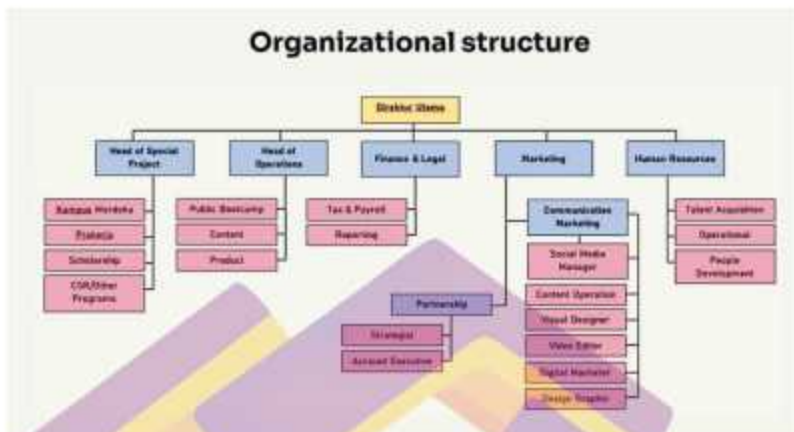 Organizational structure
Direktur Utama
Head of Special
Project
Head of
Operations
Finance & Legal
Marketing
Human Resources
Kampus Merdeka
Prakerja
Scholarship
CSR/Other
Programs
Public Bootcamp
Content
Product
Tax & Payroll
Reporting
Communication
Marketing
Social Media
Manager
Content Operation
Visual Designer
Video Editor
Digital Marketer
Design Graphic
Partnership
Strategist
Account Executive
Talent Acquisition
Operational
People
Development